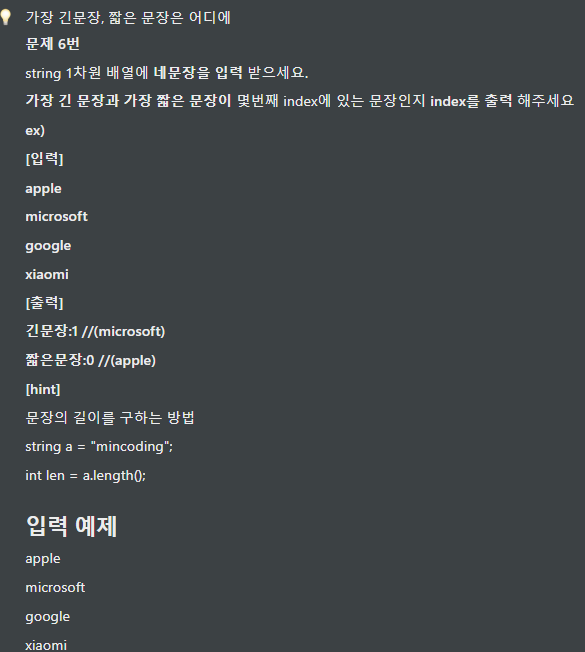 가장 긴문장, 짧은 문장은 어디에
문제 6번
string 1차원 배열에 네문장을 입력 받으세요.
가장 긴 문장과 가장 짧은 문장이 몇번째 index에 있는 문장인지 index를 출력 해주세요
ex)
[입력]
apple
microsoft
google
xiaomi
[출력]
긴문장:1 //(microsoft)
짧은문장:0 //(apple)
[hint]
문장의 길이를 구하는 방법
string a = "mincoding";
int len = a.length();
입력 예제
apple
microsoft
google
xiaomi